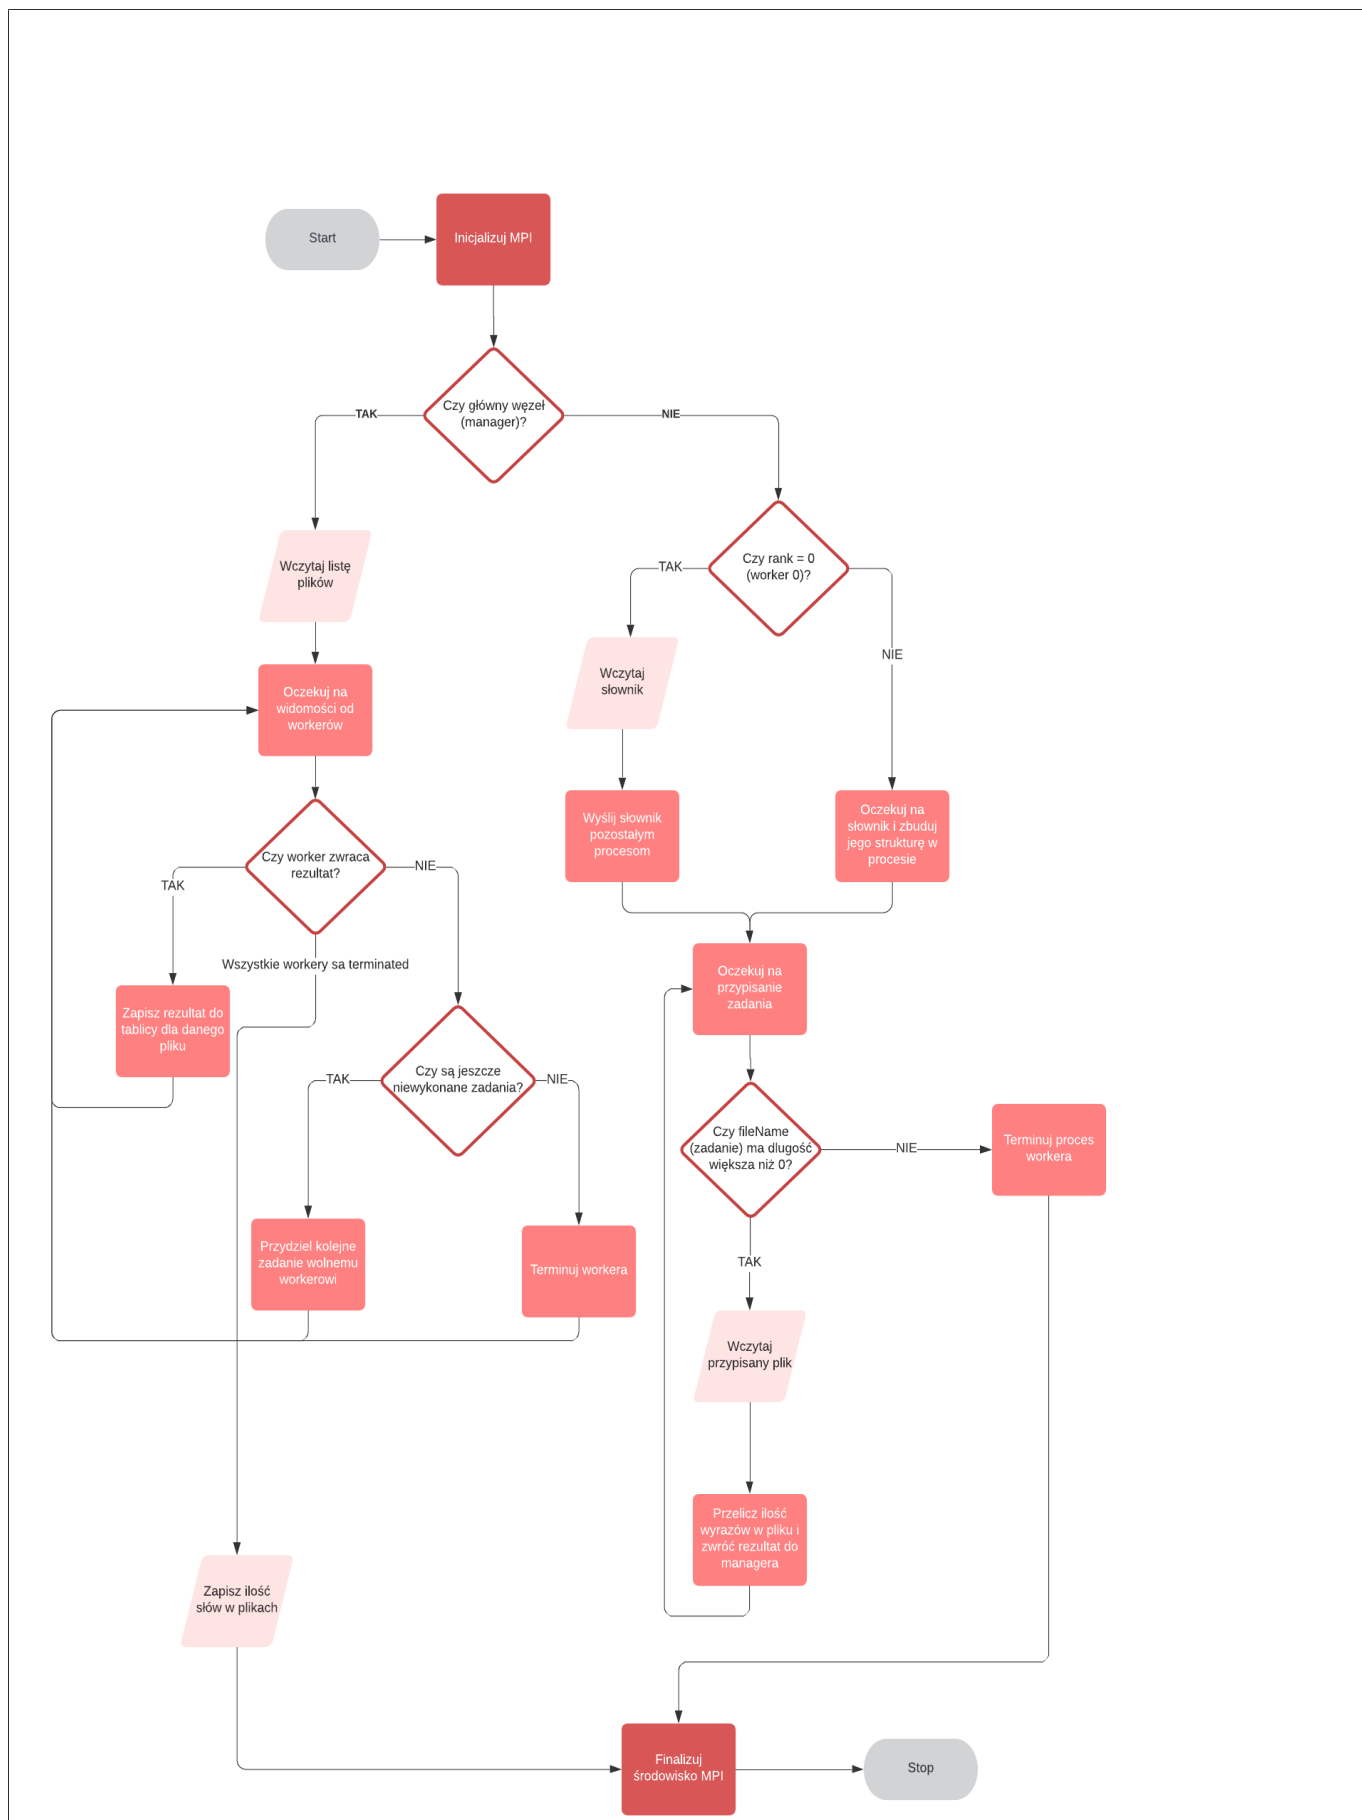 Start
Inicjalizuj MPI
Czy główny węzeł
(manager)?
TAK
NIE
Wczytaj listę
plików
Czy rank = 0
(worker 0)?
TAK
NIE
Wczytaj
słownik
Oczekuj na
widomości od
workerów
Wyślij słownik
pozostałym
procesom
Oczekuj na
słownik i zbuduj
jego strukturę w
procesie
Czy worker zwraca
rezultat?
TAK
NIE
Wszystkie workery sa terminated
Zapisz rezultat do
tablicy dla danego
pliku
Oczekuj na
przypisanie
zadania
Czy są jeszcze
niewykonane zadania?
TAK
NIE
Czy fileName
(zadanie) ma dlugość
większa niż 0?
NIE
Terminuj proces
workera
TAK
Przydziel kolejne
zadanie wolnemu
workerowi
Terminuj workera
Wczytaj
przypisany plik
Przelicz ilość
wyrazów w pliku i
zwróć rezultat do
managera
Zapisz ilość
słów w plikach
Finalizuj
środowisko MPI
Stop